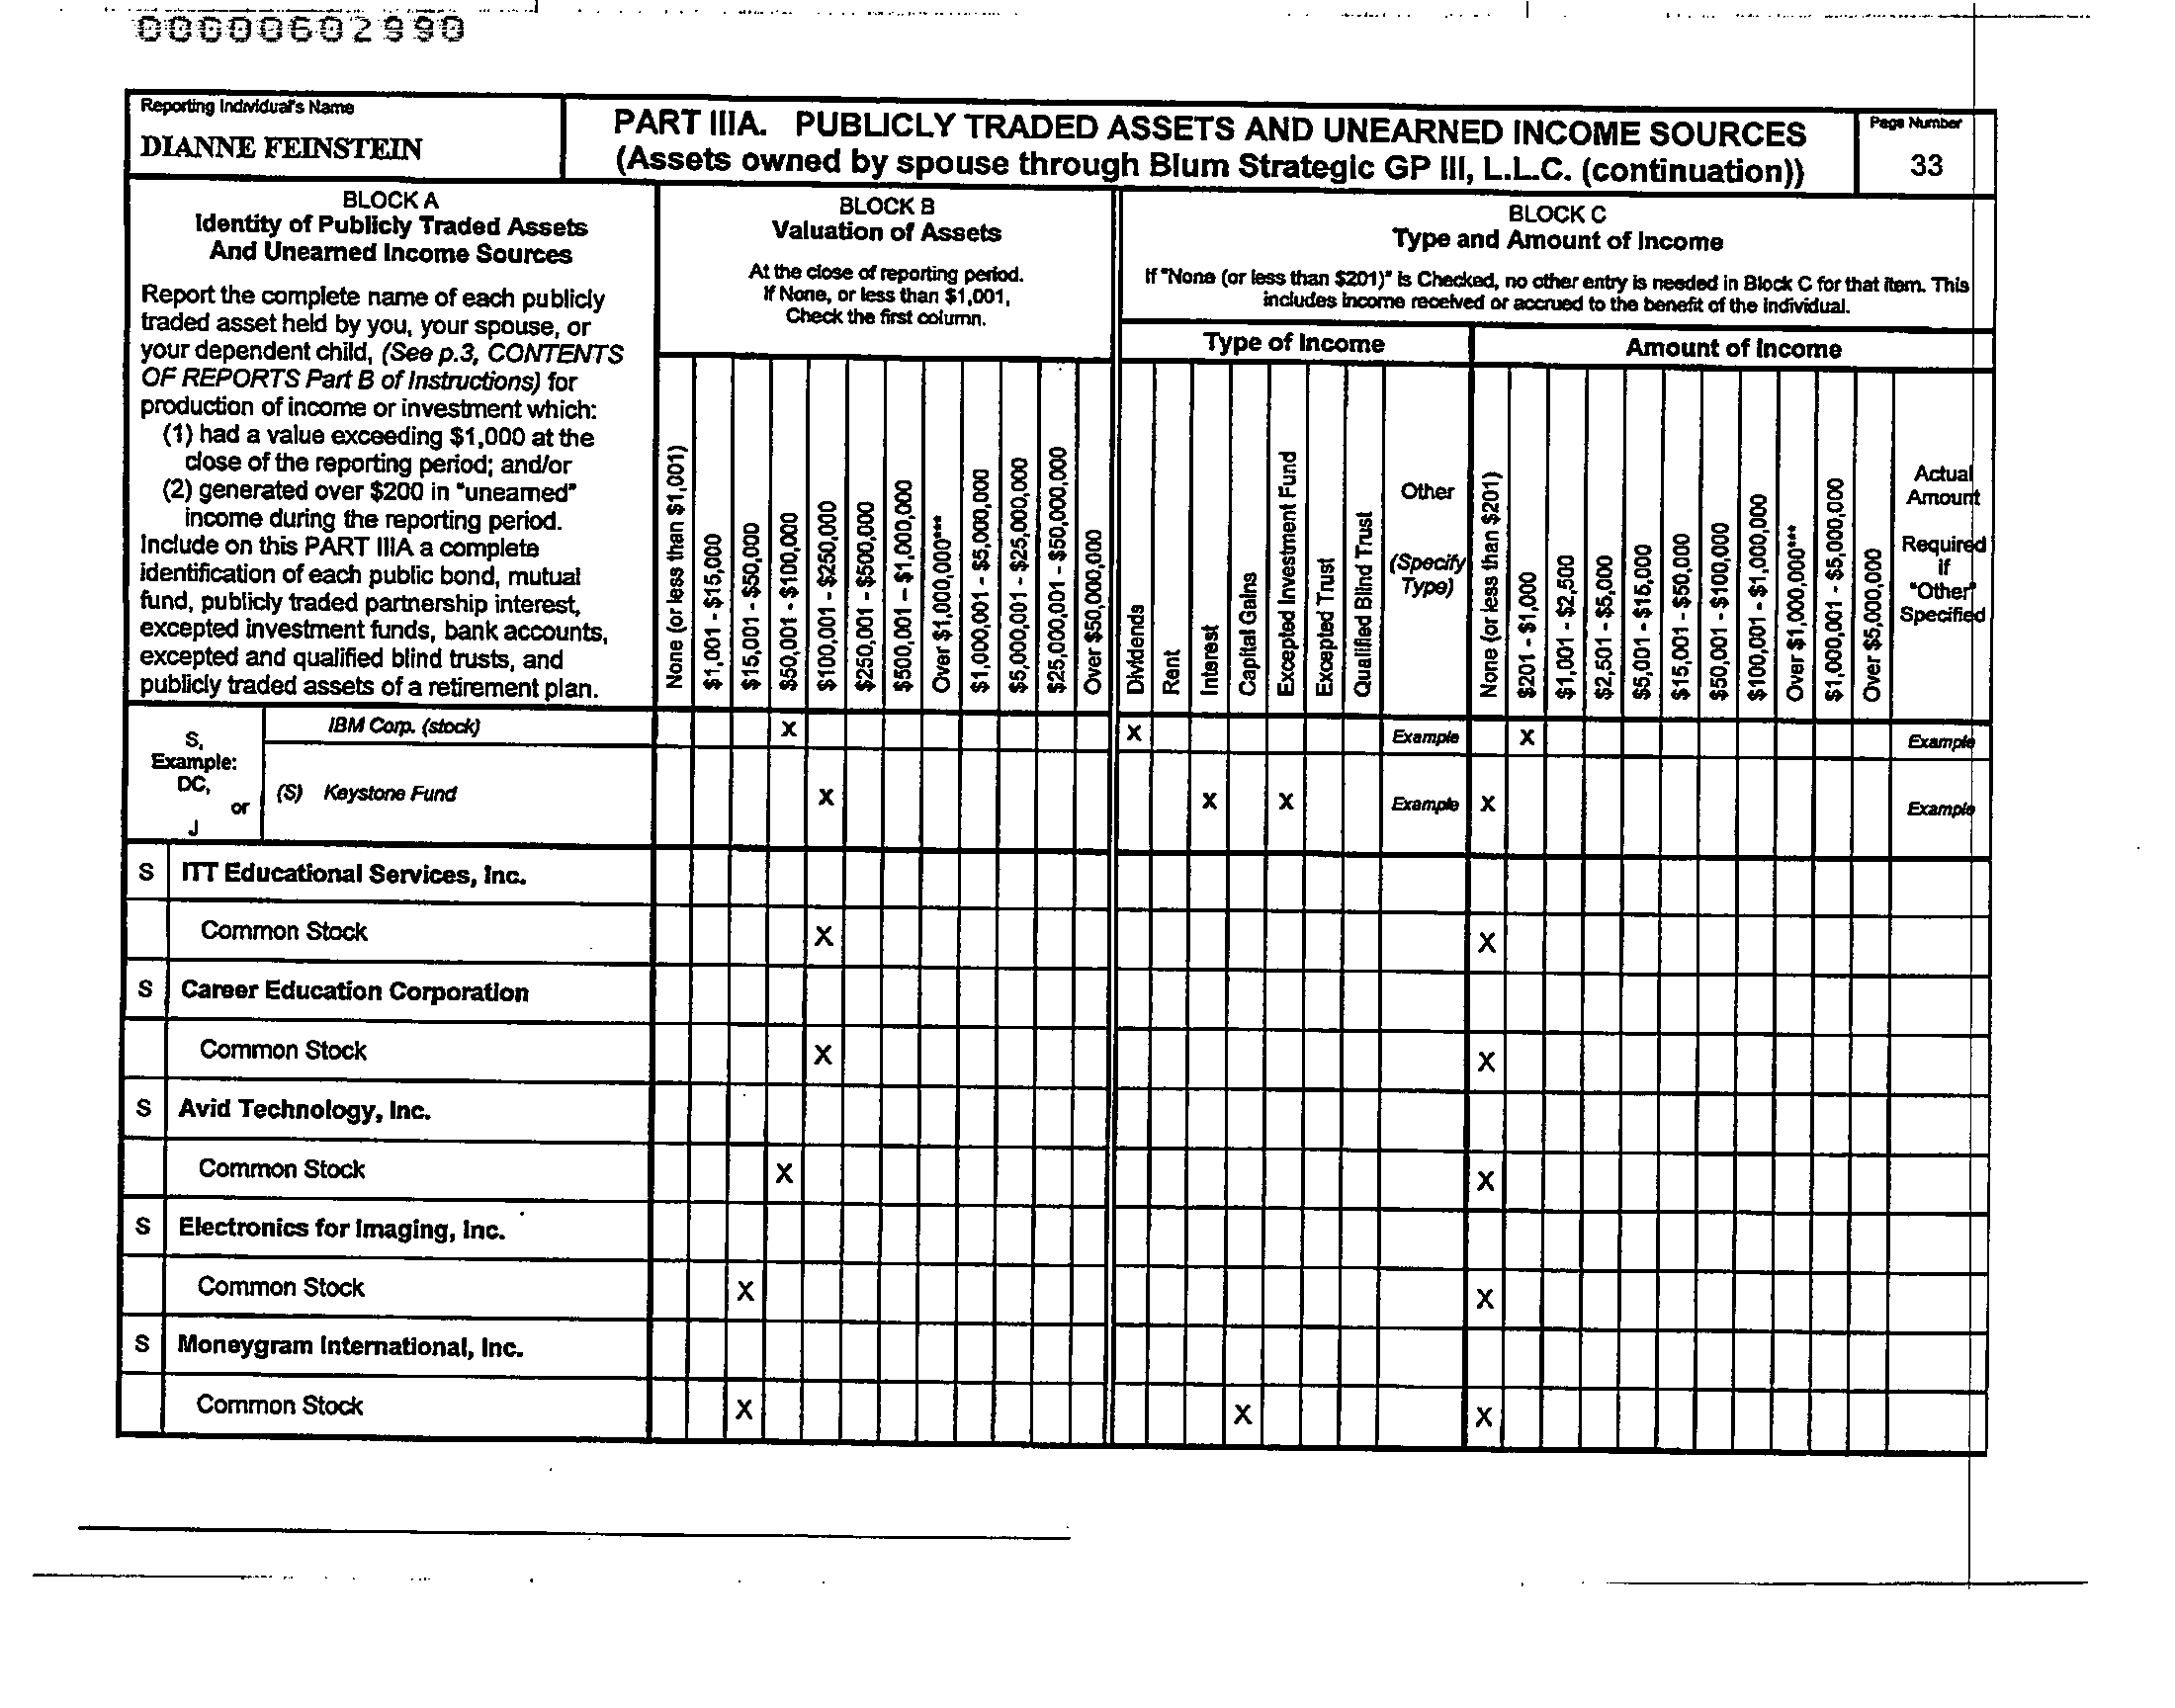 00000602990
Reporting Individual's Name
DIANNE FEINSTEIN
PART IIIA. PUBLICLY TRADED ASSETS AND UNEARNED INCOME SOURCES
(Assets owned by spouse through Blum Strategic GP III, L.L.C. (continuation))
Page Number
33
BLOCK A
Identity of Publicly Traded Assets
And Unearned Income Sources
Report the complete name of each publicly
traded asset held by you, your spouse, or
your dependent child, (See p.3, CONTENTS
OF REPORTS Part B of Instructions) for
production of income or investment which:
(1) had a value exceeding $1,000 at the
close of the reporting period; and/or
(2) generated over $200 in "unearned"
income during the reporting period.
Include on this PART IIIA a complete
identification of each public bond, mutual
fund, publicly traded partnership interest,
excepted investment funds, bank accounts,
excepted and qualified blind trusts, and
publicly traded assets of a retirement plan.
BLOCK B
Valuation of Assets
At the close of reporting period.
If None, or less than $1,001,
Check the first column.
None (or less than $1,001)
$1,001 - $15,000
$15,001 - $50,000
$50,001 - $100,000
$100,001 - $250,000
$250,001 - $500,000
$500,001 – $1,000,000
Over $1,000,000***
$1,000,001 - $5,000,000
$5,000,001 - $25,000,000
$25,000,001 - $50,000,000
Over $50,000,000
BLOCK C
Type and Amount of Income
If "None (or less than $201)" is Checked, no other entry is needed in Block C for that item. This
includes income received or accrued to the benefit of the individual.
Type of Income
Dividends
Rent
Interest
Capital Gains
Excepted Investment Fund
Excepted Trust
Qualified Blind Trust
Other
(Specify
Type)
Amount of Income
None (or less than $201)
$201 - $1,000
$1,001 - $2,500
$2,501 - $5,000
$5,001 - $15,000
$15,001 - $50,000
$50,001 - $100,000
$100,001 - $1,000,000
Over $1,000,000***
$1,000,001 - $5,000,000
Over $5,000,000
Actual
Amount
Required
if
"Other"
Specified
S,
Example:
DC,
or
J
IBM Corp. (stock) X X Example X Example
(S) Keystone Fund X X X Example X Example
S ITT Educational Services, Inc.
Common Stock X X
S Career Education Corporation
Common Stock X X
S Avid Technology, Inc.
Common Stock X X
S Electronics for Imaging, Inc.
Common Stock X X
S Moneygram International, Inc.
Common Stock X X X